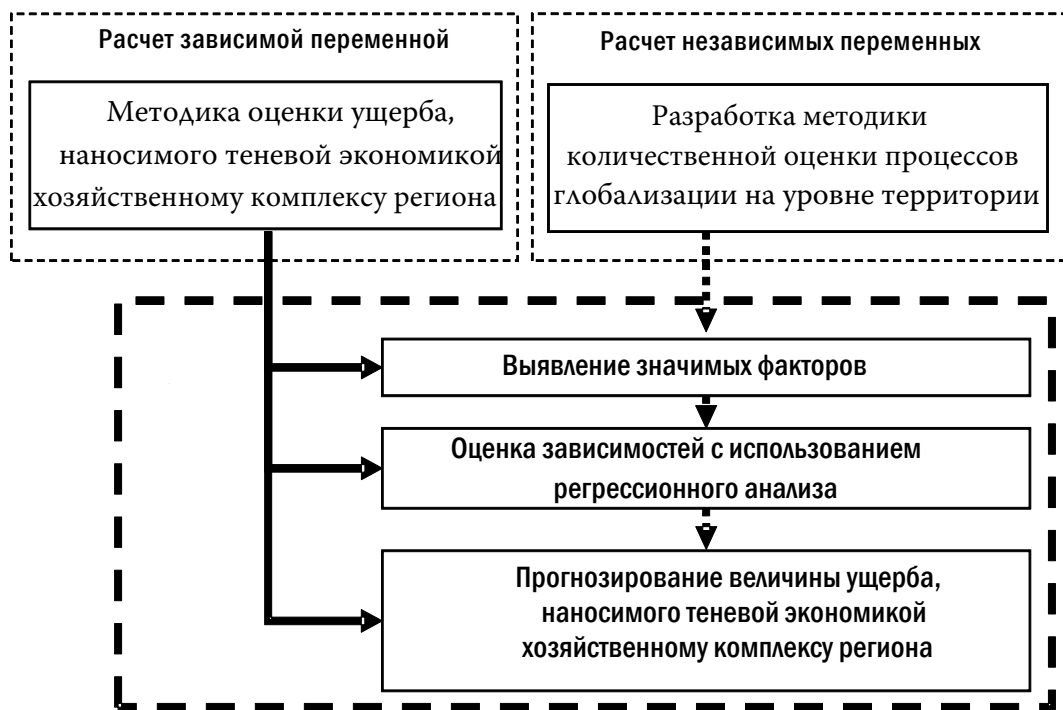 Расчет зависимой переменной
Методика оценки ущерба,
наносимого теневой экономикой
хозяйственному комплексу региона
Расчет независимых переменных
Разработка методики
количественной оценки процессов
глобализации на уровне территории
Выявление значимых факторов
Оценка зависимостей с использованием
регрессионного анализа
Прогнозирование величины ущерба,
наносимого теневой экономикой
хозяйственному комплексу региона